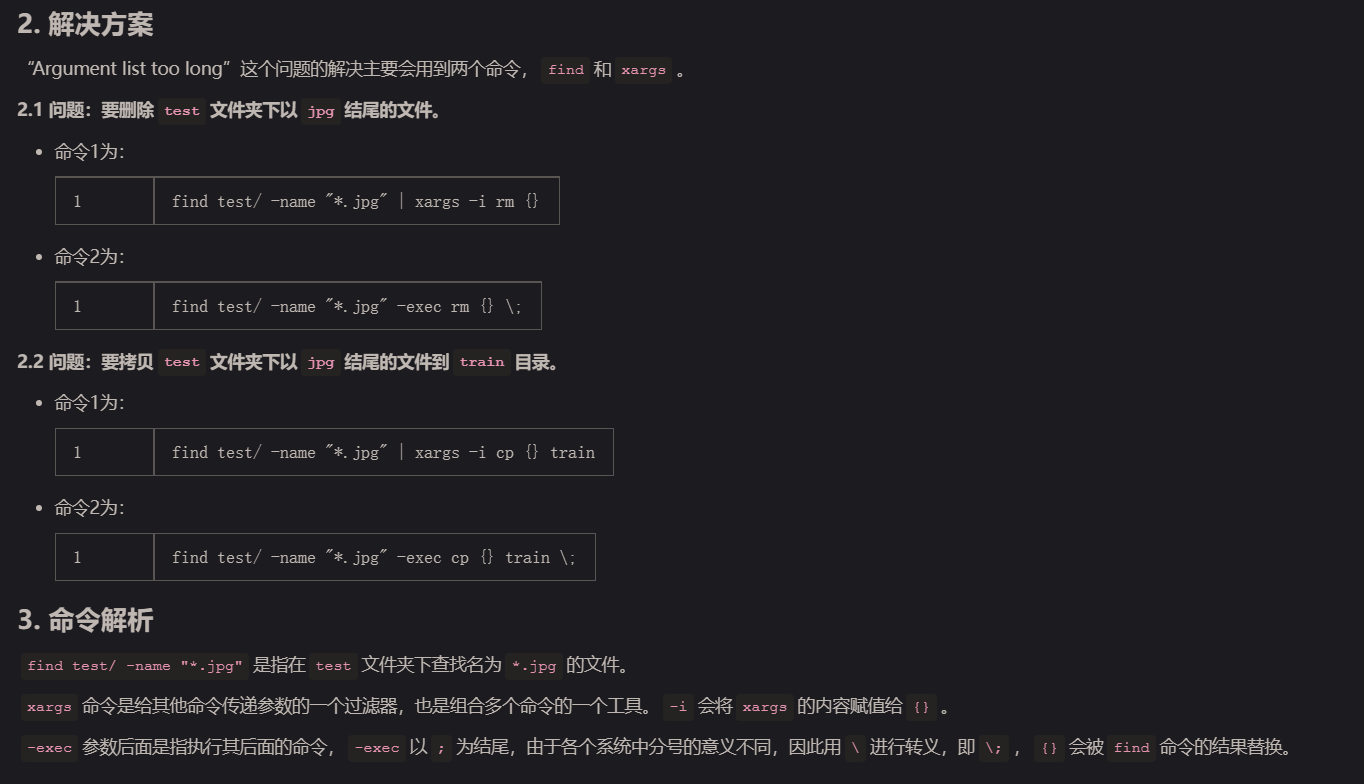 2. 解决方案
“Argument list too long”这个问题的解决主要会用到两个命令， find 和 xargs 。
2.1 问题：要删除 test 文件夹下以 jpg 结尾的文件。
• 命令1为：
1 find test/ -name "*.jpg" | xargs -i rm {}
• 命令2为：
1 find test/ -name "*.jpg" -exec rm {} \;
2.2 问题：要拷贝 test 文件夹下以 jpg 结尾的文件到 train 目录。
• 命令1为：
1 find test/ -name "*.jpg" | xargs -i cp {} train
• 命令2为：
1 find test/ -name "*.jpg" -exec cp {} train \;
3. 命令解析
find test/ -name "*.jpg" 是指在 test 文件夹下查找名为 *.jpg 的文件。
xargs 命令是给其他命令传递参数的一个过滤器，也是组合多个命令的一个工具。 -i 会将 xargs 的内容赋值给 {} 。
-exec 参数后面是指执行其后面的命令， -exec 以 ; 为结尾，由于各个系统中分号的意义不同，因此用 \ 进行转义，即 \; ， {} 会被 find 命令的结果替换。